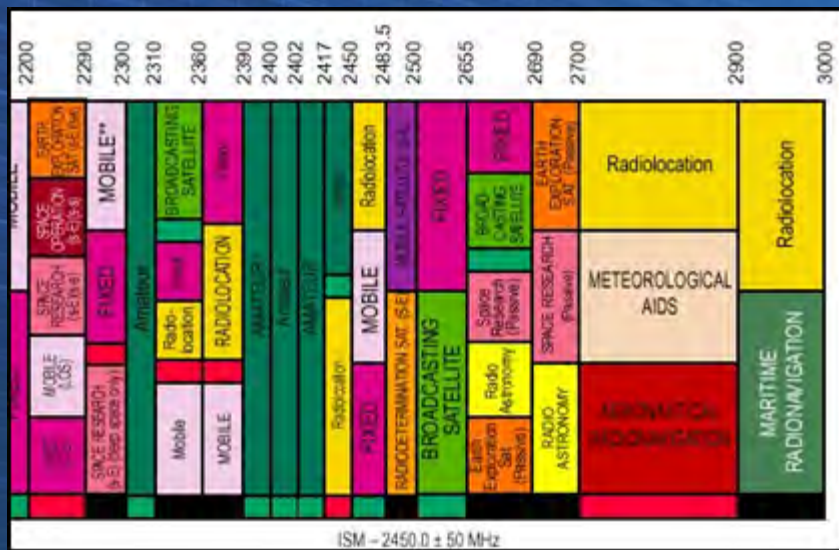 2200
2290
2300
2310
2360
2390
2400
2402
2417
2450
2483.5
2500
2655
2690
2700
2900
3000
MOBILE
EARTH
EXPLORATION
SPACE
OPERATION
(s-E)(s-s)
SPACE
RESEARCH
(s-E)(s-s)
MOBILE
(LOS)
MOBILE**
FIXED
SPACE RESEARCH
(s-E) (deep space only)
Amateur
BROADCASTING
SATELLITE
Radio-
location
Mobile
RADIOLOCATION
MOBILE
AMATEUR
Amateur
AMATEUR
Radiolocation
Radiolocation
MOBILE
FIXED
RADIODETERMINATION SAT. (S-E)
FIXED
BROADCASTING
SATELLITE
FIXED
BROAD-
CASTING
SATELLITE
Space
Research
(Passive)
Radio
Astronomy
Earth
Exploration
Sat
(Passive)
EARTH
EXPLORATION
SAT. (Passive)
SPACE RESEARCH
(Passive)
RADIO
ASTRONOMY
Radiolocation
METEOROLOGICAL
AIDS
AERONAUTICAL
RADIONAVIGATION
Radiolocation
MARITIME
RADIONAVIGATION
ISM – 2450.0 ± 50 MHz